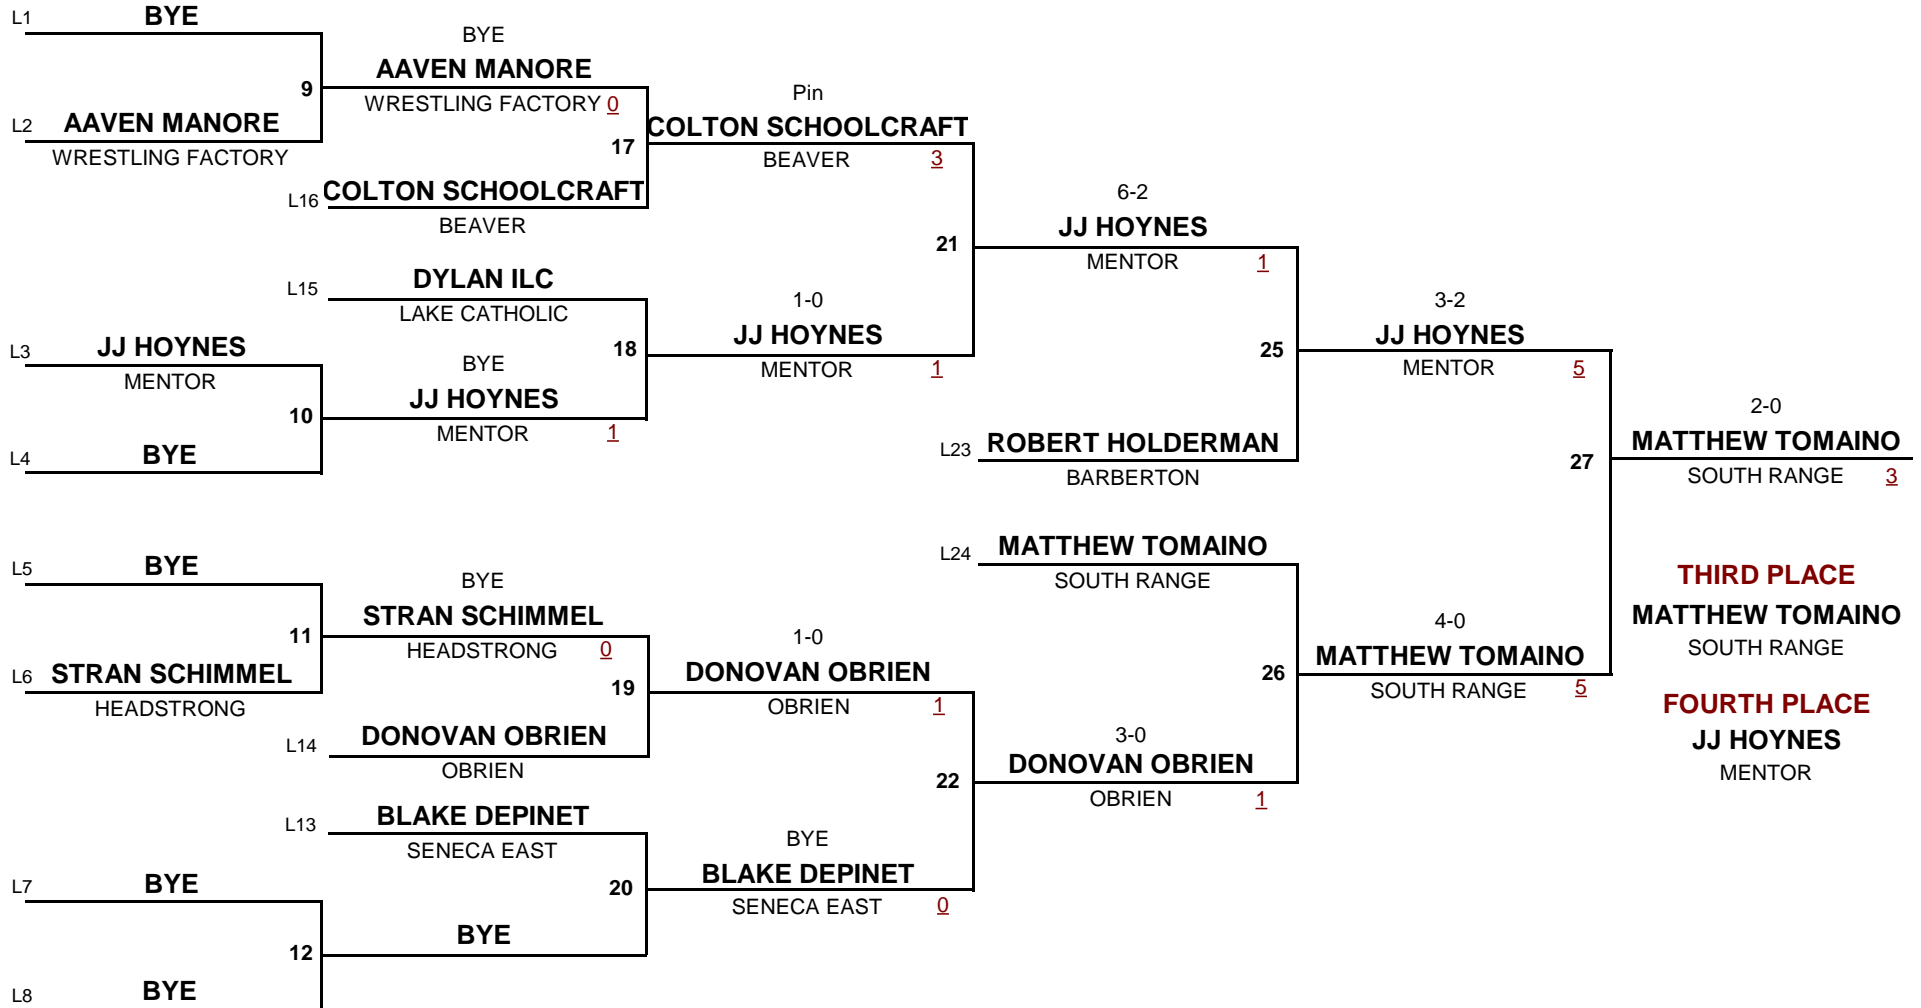 L1 BYE
BYE
9
AAVEN MANORE
WRESTLING FACTORY 0
L2 AAVEN MANORE
WRESTLING FACTORY
Pin
17
COLTON SCHOOLCRAFT
BEAVER 3
L16 COLTON SCHOOLCRAFT
BEAVER
6-2
21
JJ HOYNES
MENTOR 1
L15 DYLAN ILC
LAKE CATHOLIC
1-0
18
JJ HOYNES
MENTOR 1
L3 JJ HOYNES
MENTOR
BYE
10
JJ HOYNES
MENTOR 1
L4 BYE
3-2
25
JJ HOYNES
MENTOR 5
L23 ROBERT HOLDERMAN
BARBERTON
2-0
27
MATTHEW TOMAINO
SOUTH RANGE 3
L24 MATTHEW TOMAINO
SOUTH RANGE
L5 BYE
BYE
11
STRAN SCHIMMEL
HEADSTRONG 0
L6 STRAN SCHIMMEL
HEADSTRONG
1-0
19
DONOVAN OBRIEN
OBRIEN 1
L14 DONOVAN OBRIEN
OBRIEN
4-0
26
MATTHEW TOMAINO
SOUTH RANGE 5
3-0
22
DONOVAN OBRIEN
OBRIEN 1
L13 BLAKE DEPINET
SENECA EAST
BYE
20
BLAKE DEPINET
SENECA EAST 0
L7 BYE
12
BYE
L8 BYE
THIRD PLACE
MATTHEW TOMAINO
SOUTH RANGE
FOURTH PLACE
JJ HOYNES
MENTOR